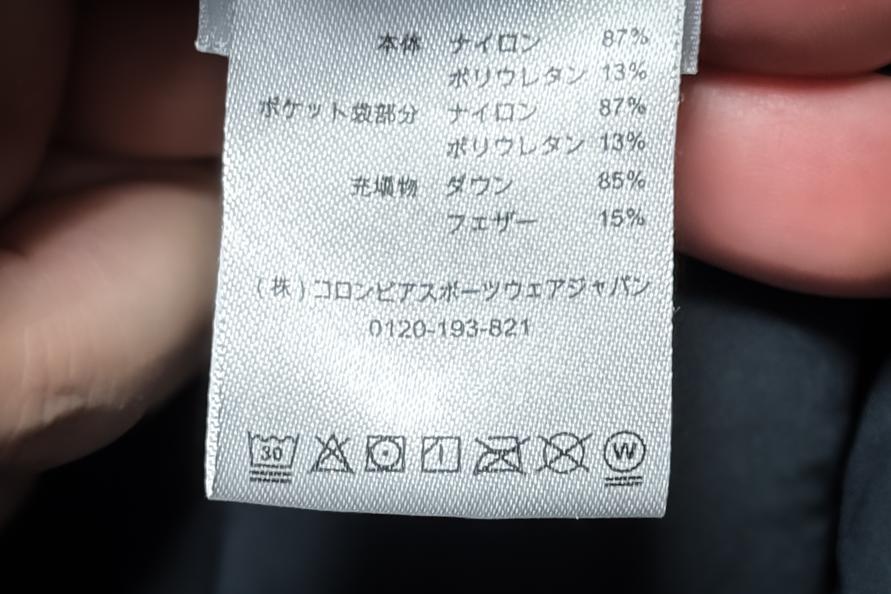 本体 ナイロン 87%
ポリウレタン 13%
ポケット袋部分 ナイロン 87%
ポリウレタン 13%
充填物 ダウン 85%
フェザー 15%
(株)コロンビアスポーツウェアジャパン
0120-193-821
30 W